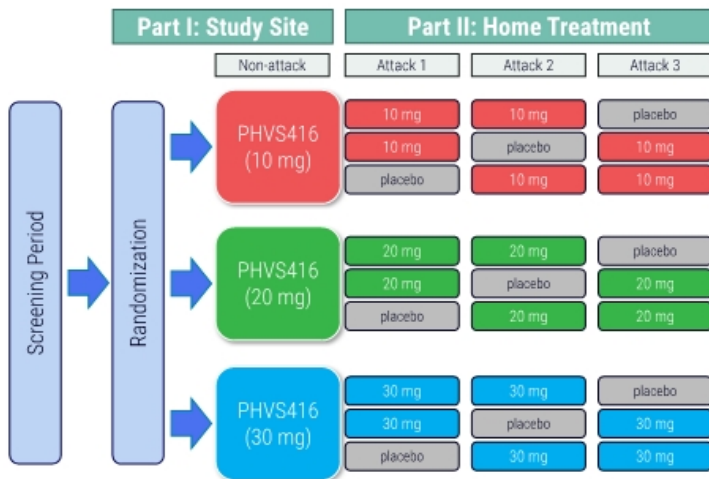 Part I: Study Site
Part II: Home Treatment
Non-attack
Attack 1
Attack 2
Attack 3
Screening Period
Randomization
PHVS416
(10 mg)
10 mg
10 mg
placebo
10 mg
placebo
10 mg
placebo
10 mg
10 mg
PHVS416
(20 mg)
20 mg
20 mg
placebo
20 mg
placebo
20 mg
placebo
20 mg
20 mg
PHVS416
(30 mg)
30 mg
30 mg
placebo
30 mg
placebo
30 mg
placebo
30 mg
30 mg